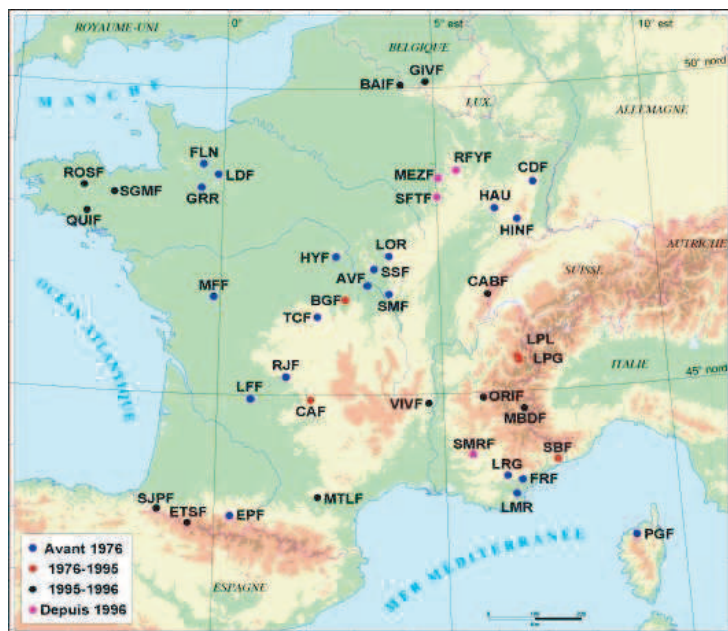 ROYAUME-UNI
0°
5° est
10° est
BELGIQUE
50° nord
GIVF
BAIF
MANCHE
LUX.
ALLEMAGNE
FLN
RFYF
CDF
ROSF
LDF
MEZF
SGMF
GRR
SFTF
HAU
QUIF
HINF
LOR
AUTRICHE
HYF
SSF
SUISSE
AVF
CABF
MFF
BGF
SMF
TCF
OCÉAN ATLANTIQUE
LPL
LPG
RJF
ITALIE
45° nord
LFF
ORIF
CAF
VIVF
MBDF
SMRF
SBF
LRG
FRF
SJPF
MTLF
LMR
ETSF
EPF
PGF
MER MÉDITERRANÉE
Avant 1976
1976-1995
1995-1996
Depuis 1996
ESPAGNE